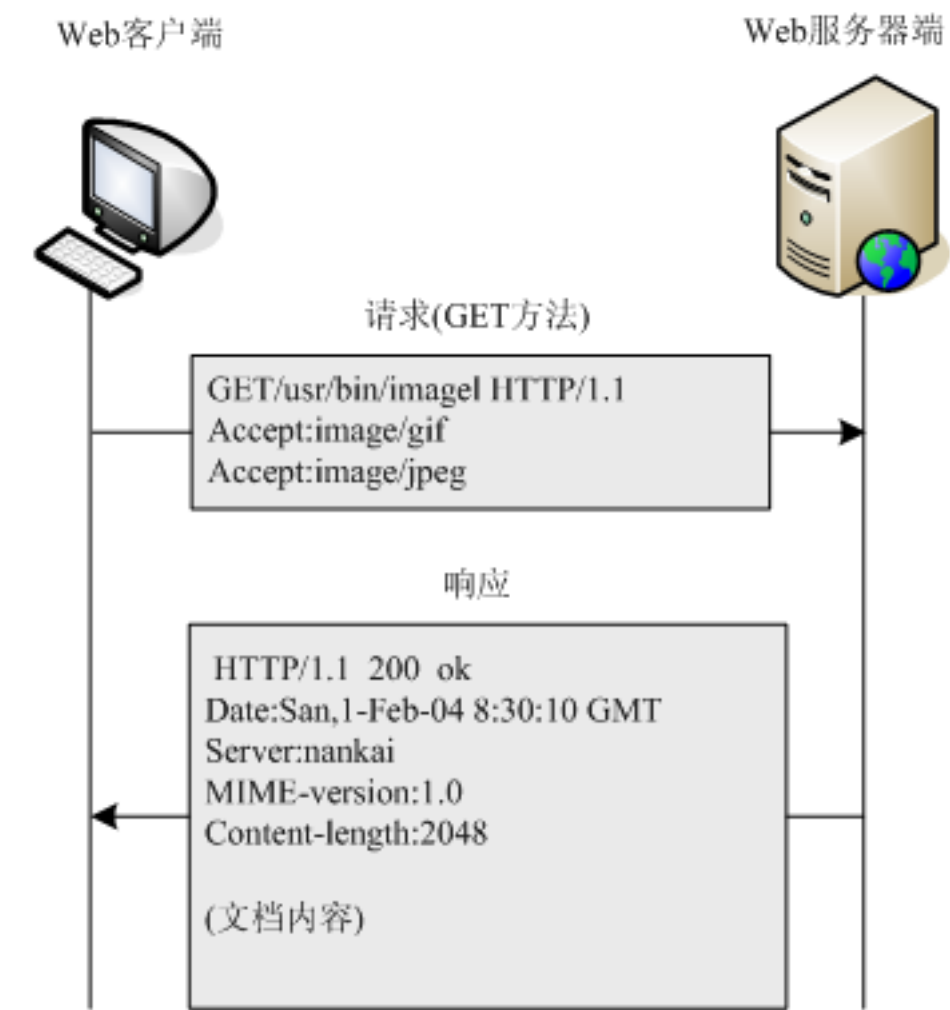 Web客户端
Web服务器端
请求(GET方法)
GET/usr/bin/imagel HTTP/1.1
Accept:image/gif
Accept:image/jpeg
响应
HTTP/1.1 200 ok
Date:San,1-Feb-04 8:30:10 GMT
Server:nankai
MIME-version:1.0
Content-length:2048
(文档内容)